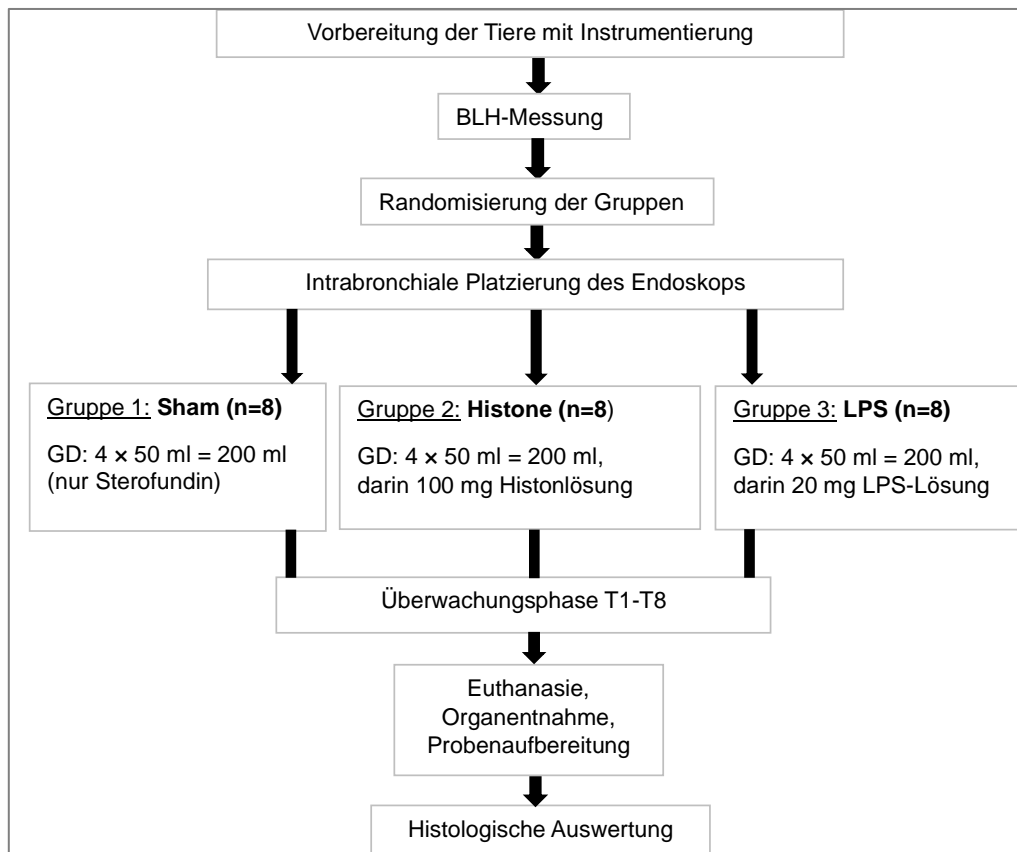 Vorbereitung der Tiere mit Instrumentierung
BLH-Messung
Randomisierung der Gruppen
Intrabronchiale Platzierung des Endoskops
Gruppe 1: Sham (n=8)
GD: 4 × 50 ml = 200 ml
(nur Sterofundin)
Gruppe 2: Histone (n=8)
GD: 4 × 50 ml = 200 ml,
darin 100 mg Histonlösung
Gruppe 3: LPS (n=8)
GD: 4 × 50 ml = 200 ml,
darin 20 mg LPS-Lösung
Überwachungsphase T1-T8
Euthanasie,
Organentnahme,
Probenaufbereitung
Histologische Auswertung